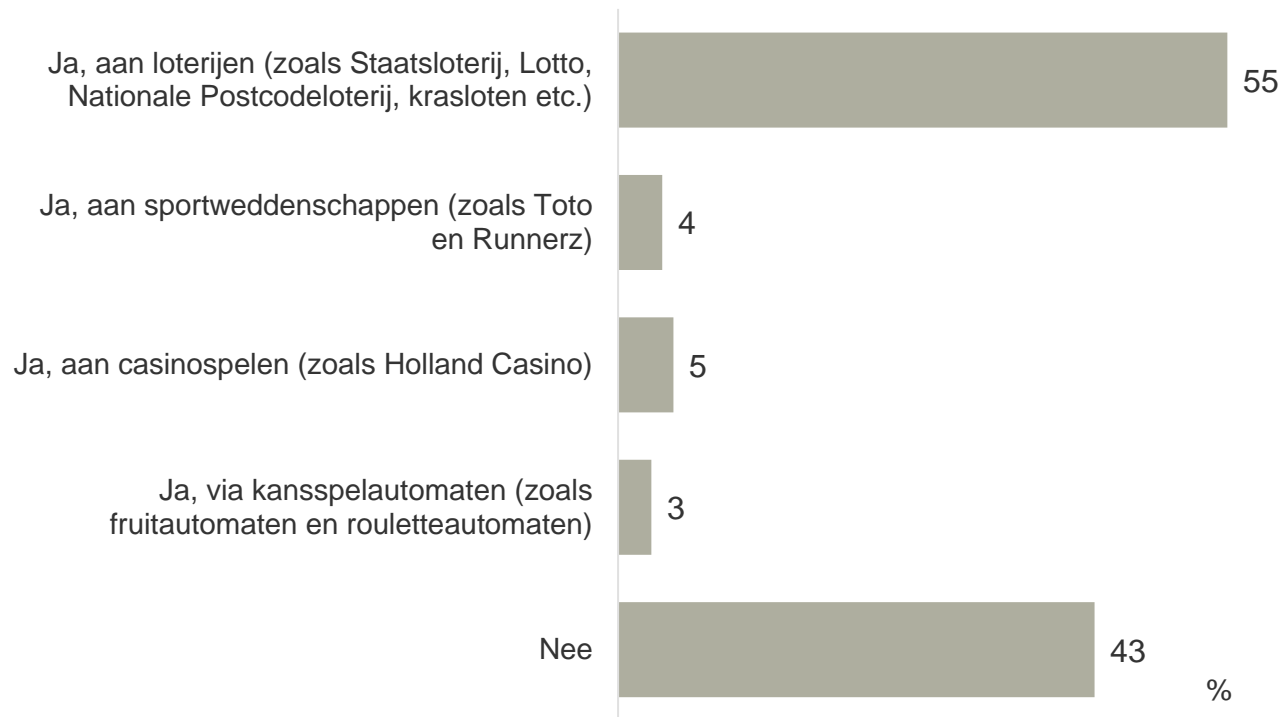 Ja, aan loterijen (zoals Staatsloterij, Lotto,
Nationale Postcodeloterij, krasloten etc.)
55
Ja, aan sportweddenschappen (zoals Toto
en Runnerz)
4
Ja, aan casinospelen (zoals Holland Casino)
5
Ja, via kansspelautomaten (zoals
fruitautomaten en rouletteautomaten)
3
Nee
43
%